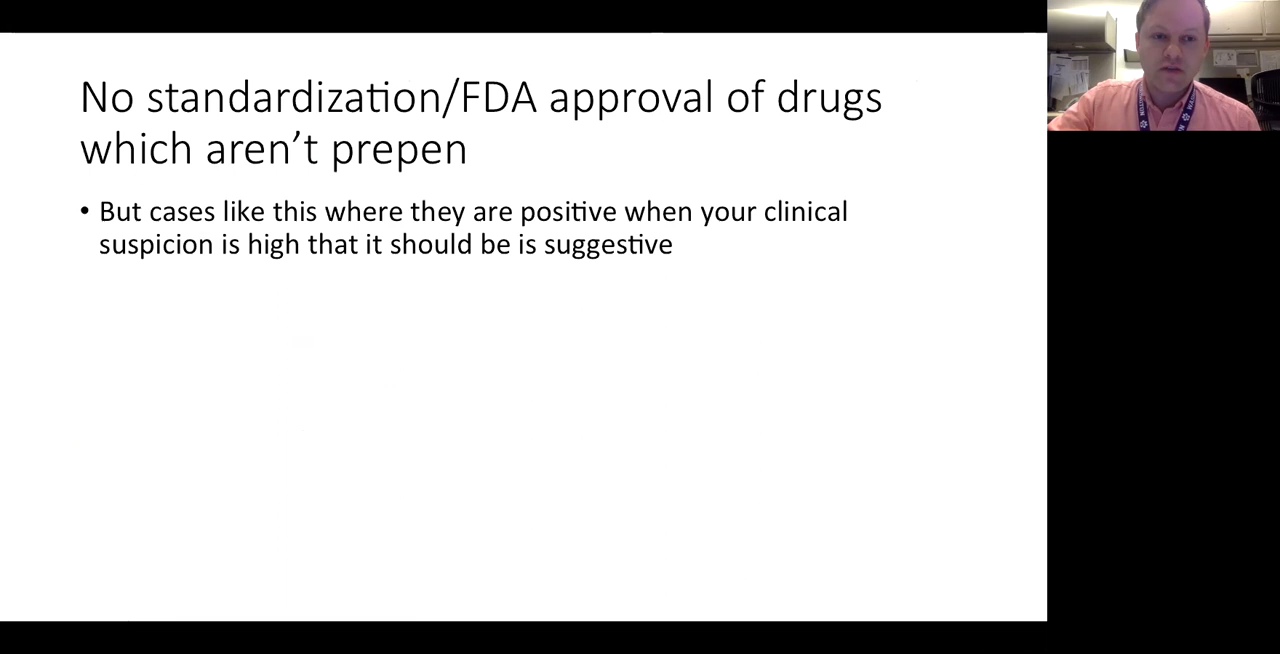 No standardization/FDA approval of drugs
which aren’t prepen
• But cases like this where they are positive when your clinical
suspicion is high that it should be is suggestive